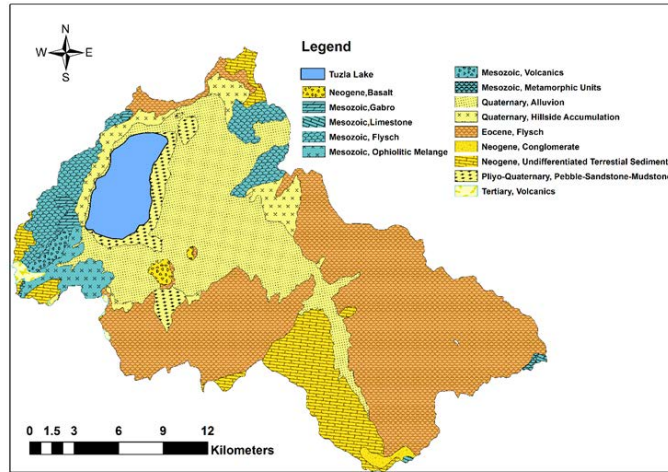 N
W E
S
Legend
Tuzla Lake
Neogene,Basalt
Mesozoic,Gabro
Mesozoic,Limestone
Mesozoic, Flysch
Mesozoic, Ophiolitic Melange
Mesozoic, Volcanics
Mesozoic, Metamorphic Units
Quaternary, Alluvion
Quaternary, Hillside Accumulation
Eocene, Flysch
Neogene, Conglomerate
Neogene, Undifferentiated Terrestial Sediment
Pliyo-Quaternary, Pebble-Sandstone-Mudstone
Tertiary, Volcanics
0 1.5 3 6 9 12
Kilometers